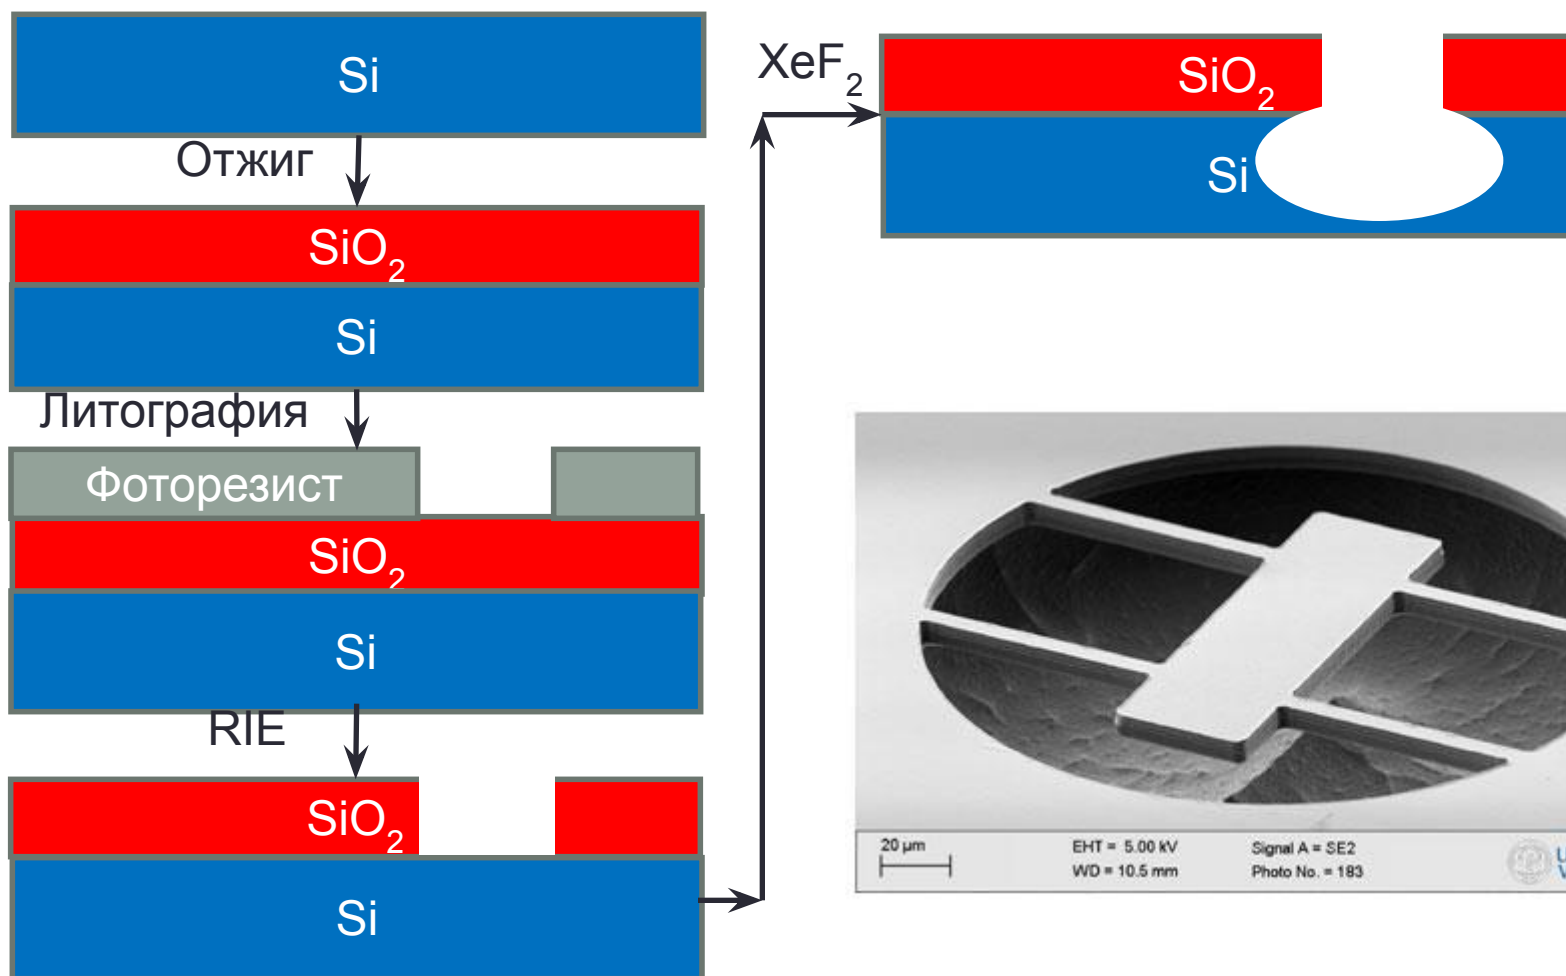 Si
Отжиг
SiO₂
Si
Литография
Фоторезист
SiO₂
Si
RIE
SiO₂
Si
XeF₂
SiO₂
Si
20 µm
EHT = 5.00 kV
Signal A = SE2
WD = 10.5 mm
Photo No. = 183